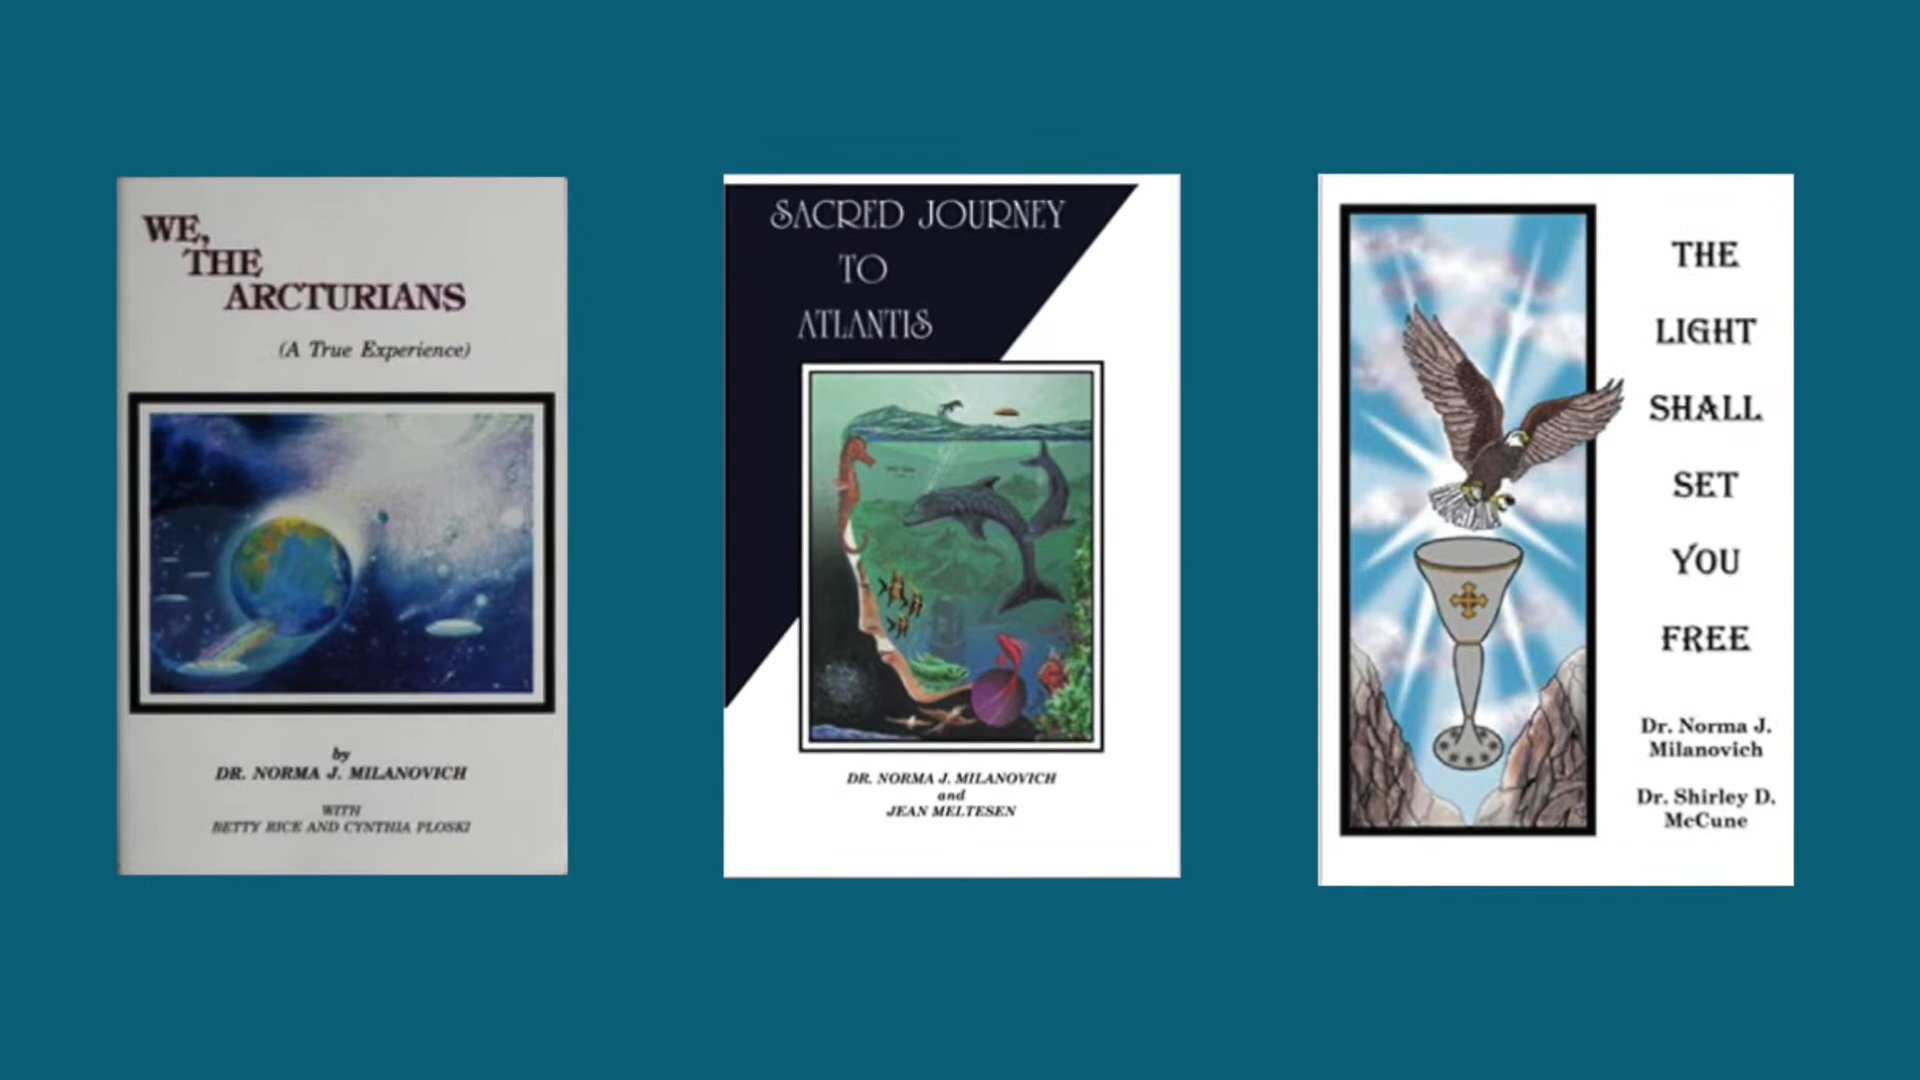 WE,
THE
ARCTURIANS
(A True Experience)
by
DR. NORMA J. MILANOVICH
WITH
BETTY RICE AND CYNTHIA PLOSKI
SACRED JOURNEY
TO
ATLANTIS
DR. NORMA J. MILANOVICH
and
JEAN MELTESEN
THE
LIGHT
SHALL
SET
YOU
FREE
Dr. Norma J.
Milanovich
Dr. Shirley D.
McCune